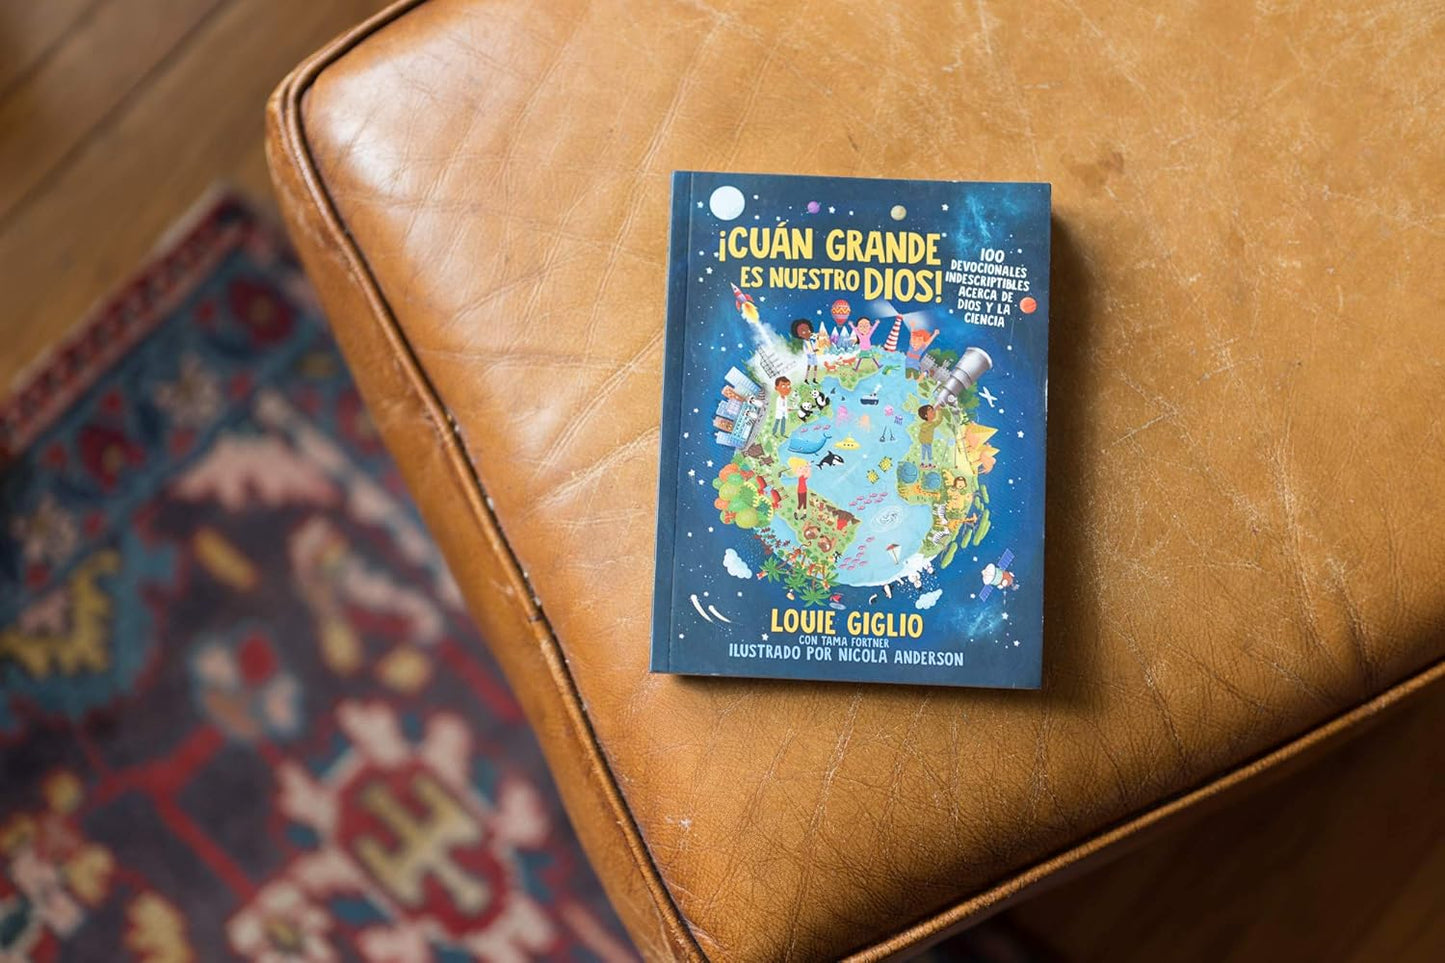 ¡CUÁN GRANDE
ES NUESTRO DIOS!
100
DEVOCIONALES
INDESCRIPTIBLES
ACERCA DE
DIOS Y LA
CIENCIA
LOUIE GIGLIO
CON TAMA FORTNER
ILUSTRADO POR NICOLA ANDERSON